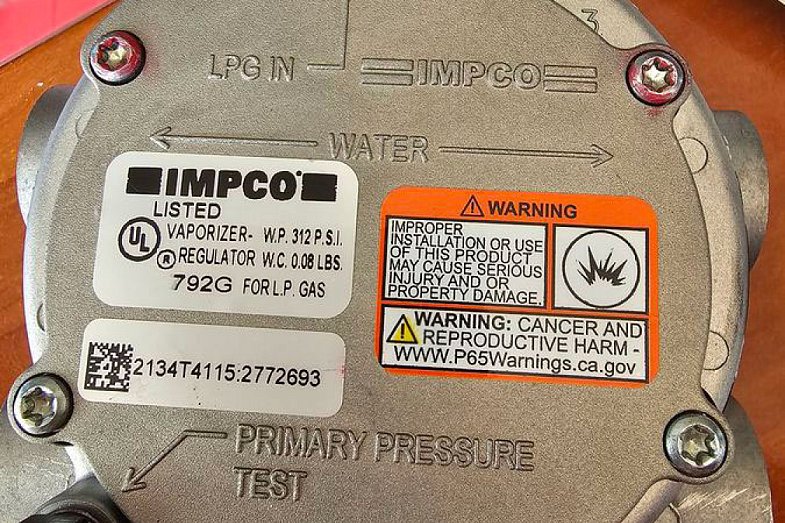 3
LPG IN
IMPCO
WATER
IMPCO
LISTED
UL
VAPORIZER- W.P. 312 P.S.I.
® REGULATOR W.C. 0.08 LBS.
792G FOR L.P. GAS
WARNING
IMPROPER
INSTALLATION OR USE
OF THIS PRODUCT
MAY CAUSE SERIOUS
INJURY AND OR
PROPERTY DAMAGE.
WARNING: CANCER AND
REPRODUCTIVE HARM -
WWW.P65Warnings.ca.gov
2134T4115:2772693
PRIMARY PRESSURE
TEST